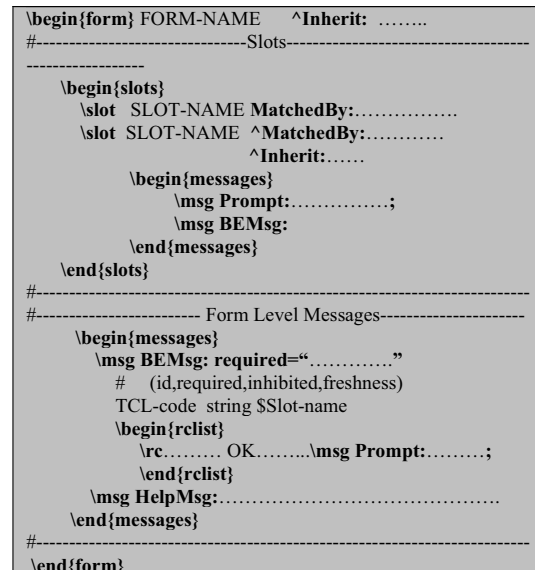 \begin{form} FORM-NAME ^Inherit: ……..
#--------------------------------Slots-------------------------------------
------------------
\begin{slots}
\slot SLOT-NAME MatchedBy:…………….
\slot SLOT-NAME ^MatchedBy:…………
^Inherit:……
\begin{messages}
\msg Prompt:……………;
\msg BEMsg:
\end{messages}
\end{slots}
#---------------------------------------------------------------------------
#------------------------- Form Level Messages----------------------
\begin{messages}
\msg BEMsg: required=“………….”
# (id,required,inhibited,freshness)
TCL-code string $Slot-name
\begin{rclist}
\rc……… OK……...\msg Prompt:………;
\end{rclist}
\msg HelpMsg:…………………………………….
\end{messages}
#---------------------------------------------------------------------------
\end{form}